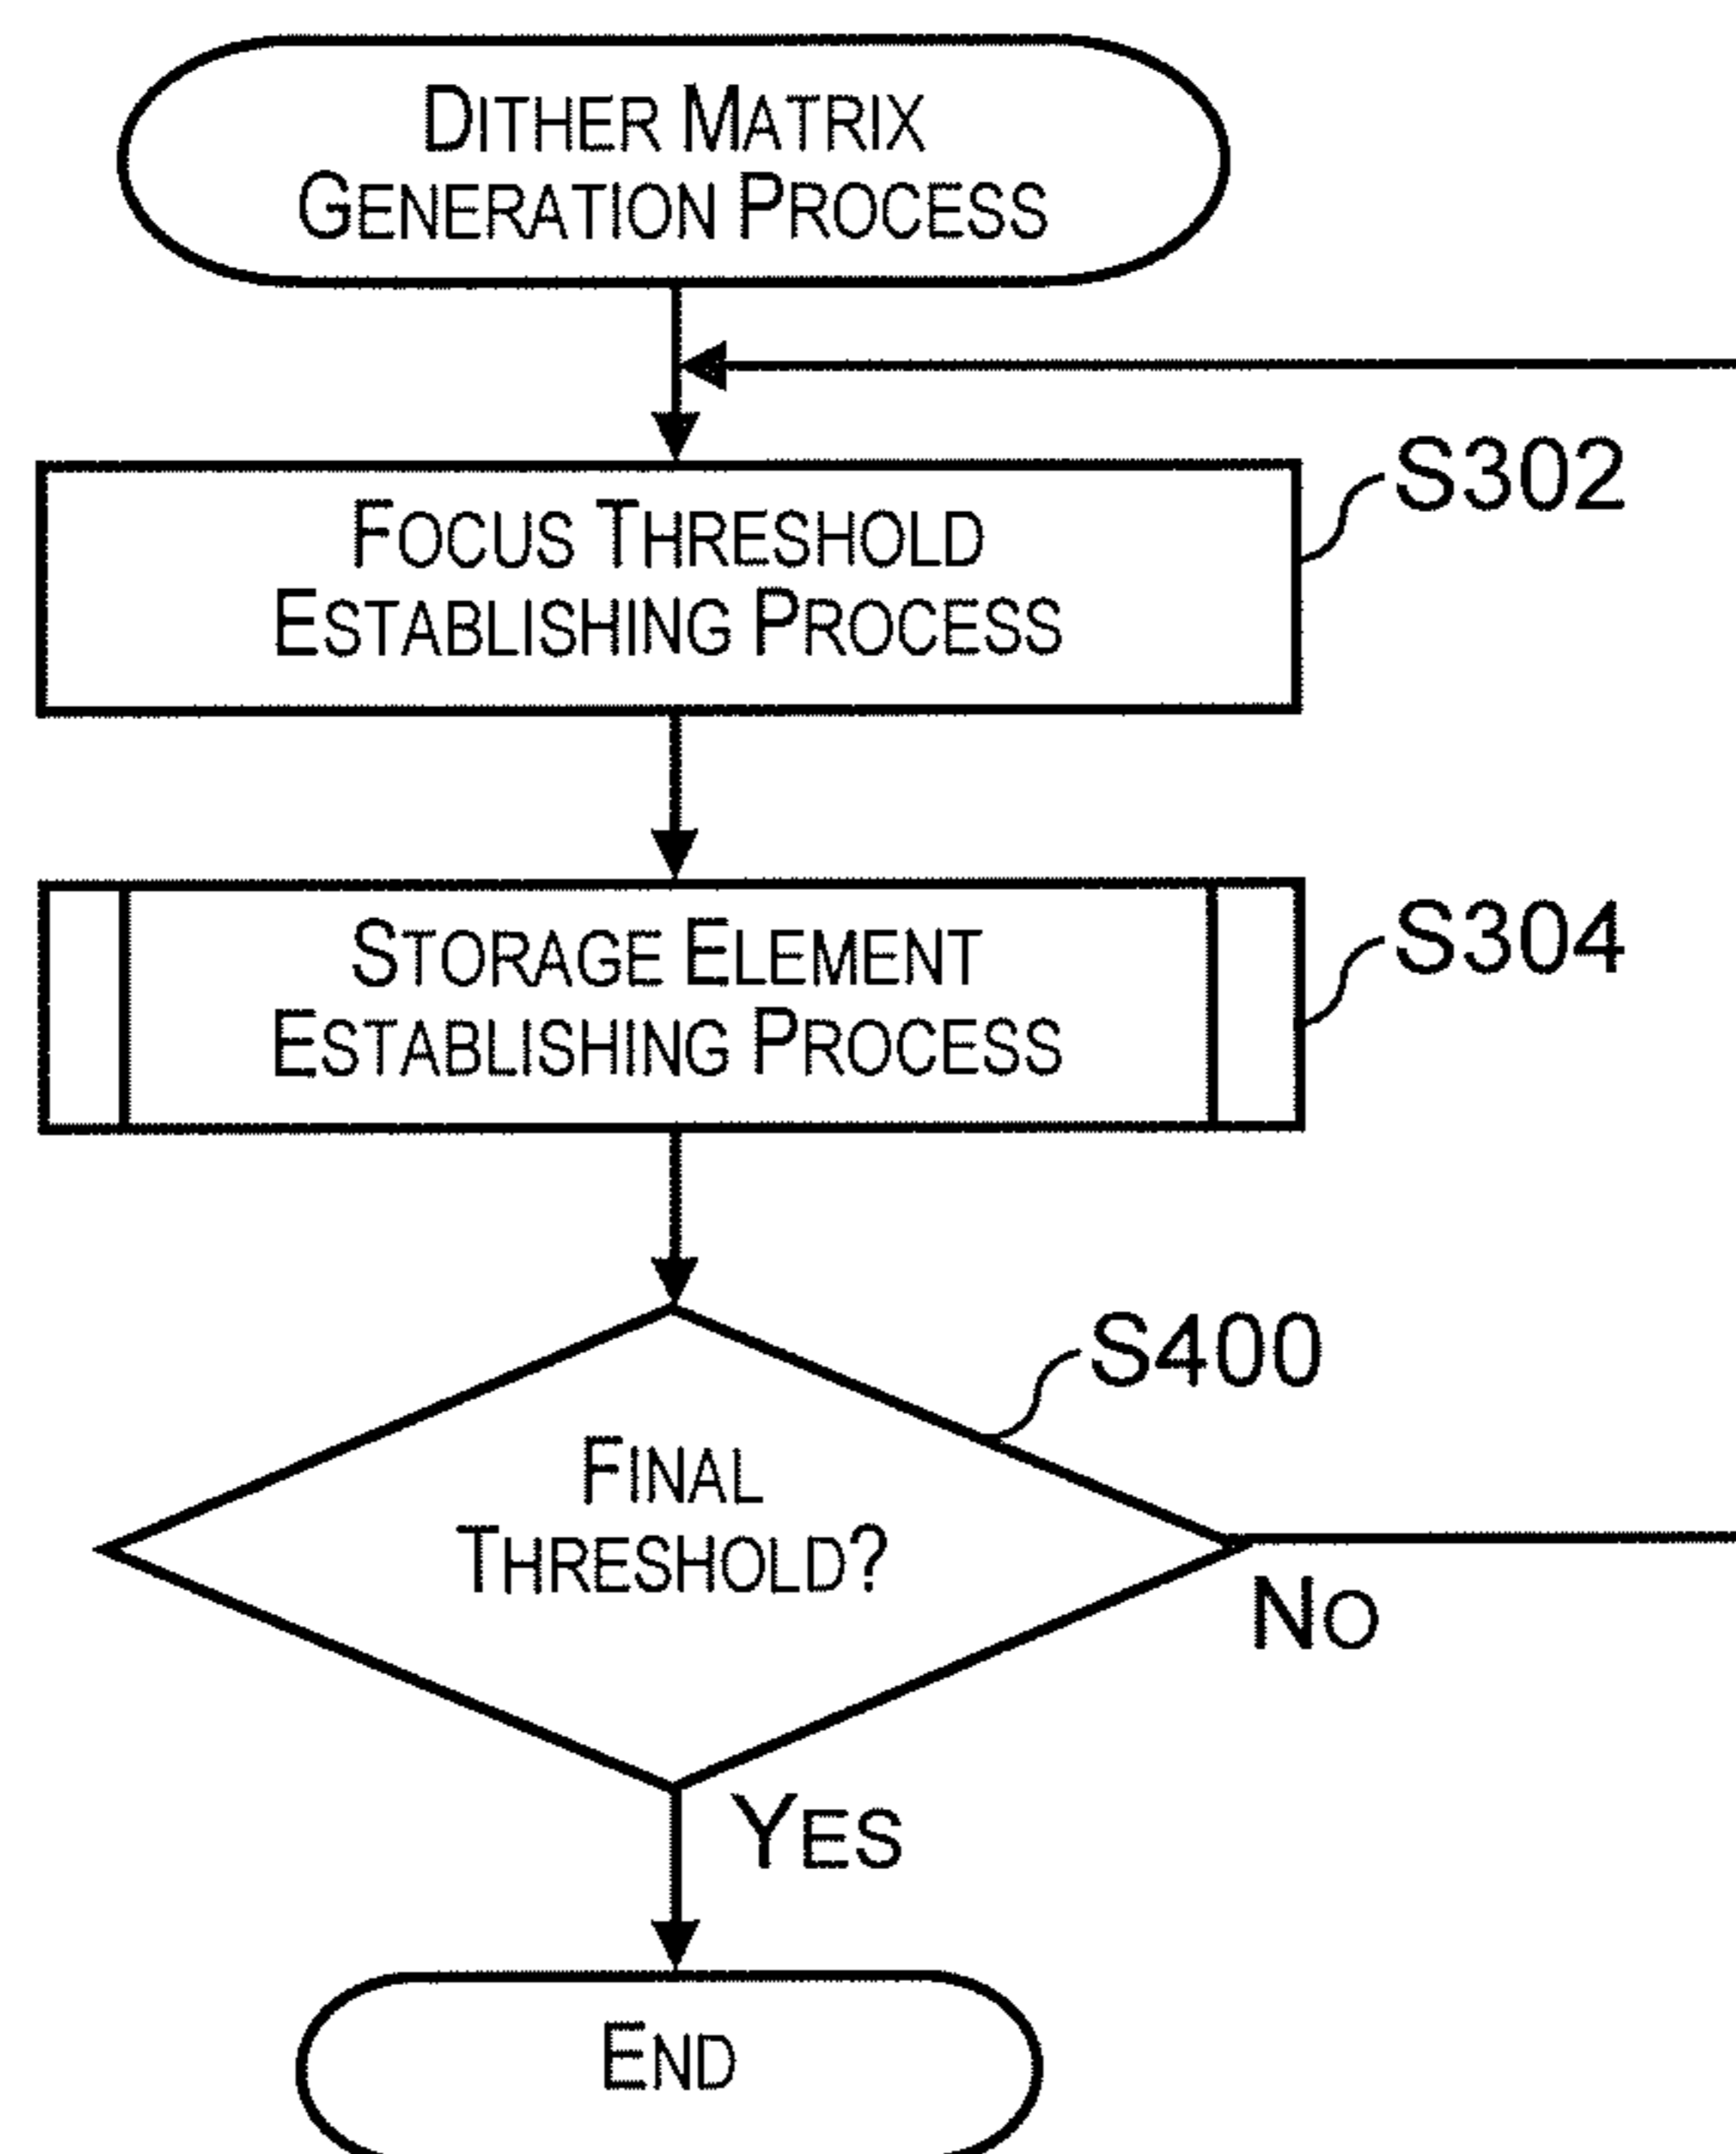 DITHER MATRIX
GENERATION PROCESS
S302
FOCUS THRESHOLD
ESTABLISHING PROCESS
S304
STORAGE ELEMENT
ESTABLISHING PROCESS
S400
FINAL
THRESHOLD?
NO
YES
END